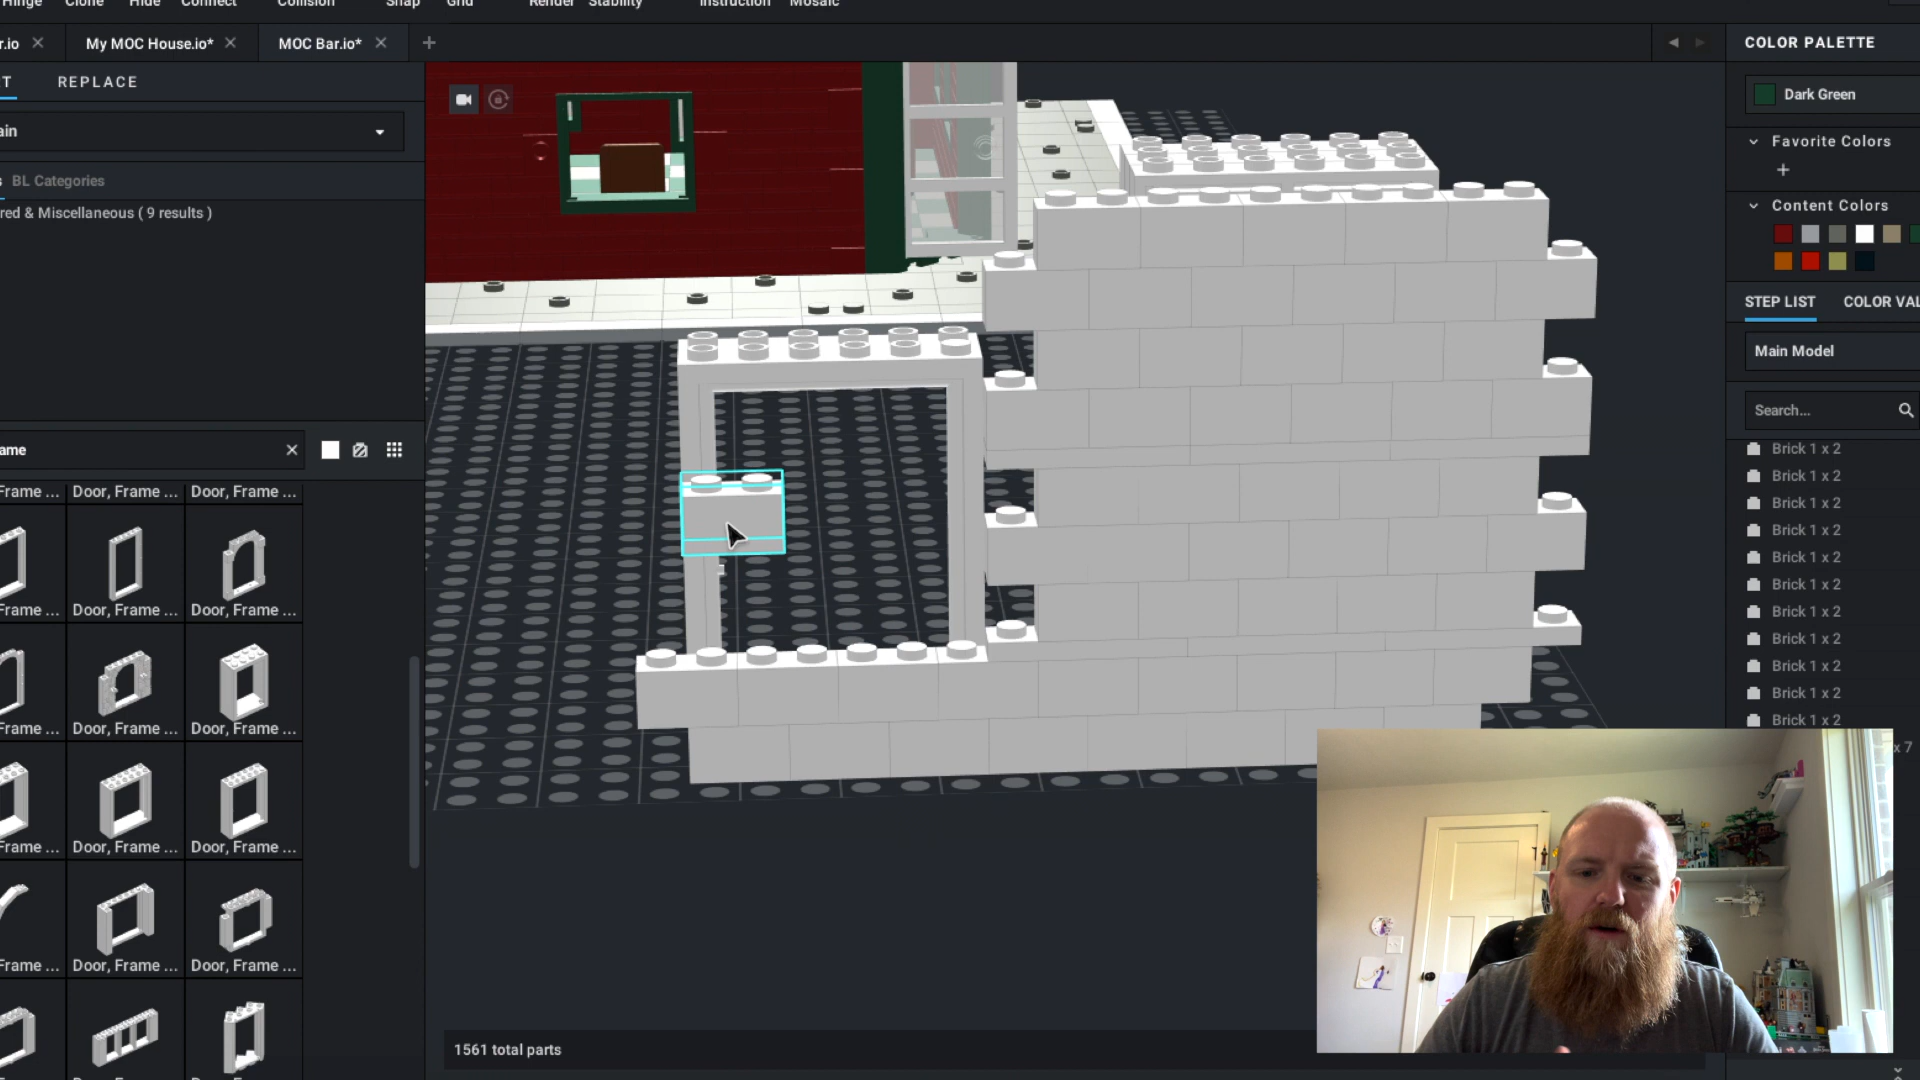 Hinge Clone Hide Connect Collision Snap Grid Render Stability Instruction Mosaic
r.io My MOC House.io* MOC Bar.io* COLOR PALETTE
T REPLACE
Dark Green
ain
Favorite Colors
s BL Categories
red & Miscellaneous ( 9 results )
Content Colors
STEP LIST COLOR VAL
Main Model
Search...
ame
Brick 1 x 2
Brick 1 x 2
Brick 1 x 2
Brick 1 x 2
Brick 1 x 2
Brick 1 x 2
Brick 1 x 2
Brick 1 x 2
Brick 1 x 2
Brick 1 x 2
Brick 1 x 2
x 7
Frame ... Door, Frame ... Door, Frame ...
Frame ... Door, Frame ... Door, Frame ...
Frame ... Door, Frame ... Door, Frame ...
Frame ... Door, Frame ... Door, Frame ...
Frame ... Door, Frame ... Door, Frame ...
1561 total parts